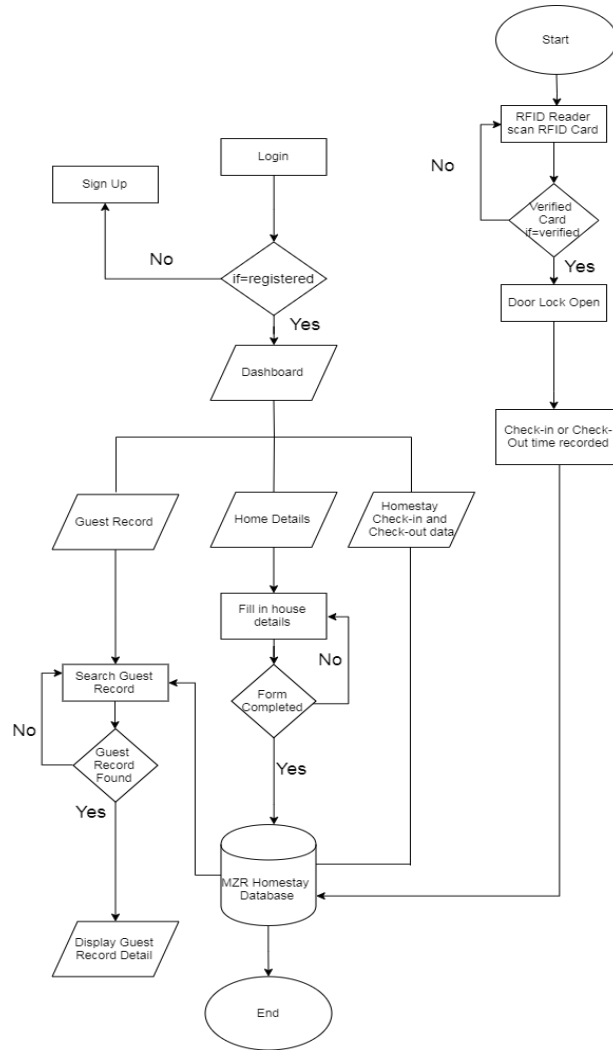 Start
RFID Reader
scan RFID Card
No
Verified
Card
if=verified
Yes
Door Lock Open
Check-in or Check-
Out time recorded
Login
Sign Up
No
if=registered
Yes
Dashboard
Guest Record
Home Details
Homestay
Check-in and
Check-out data
Fill in house
details
No
Form
Completed
Yes
Search Guest
Record
No
Guest
Record
Found
Yes
MZR Homestay
Database
Display Guest
Record Detail
End